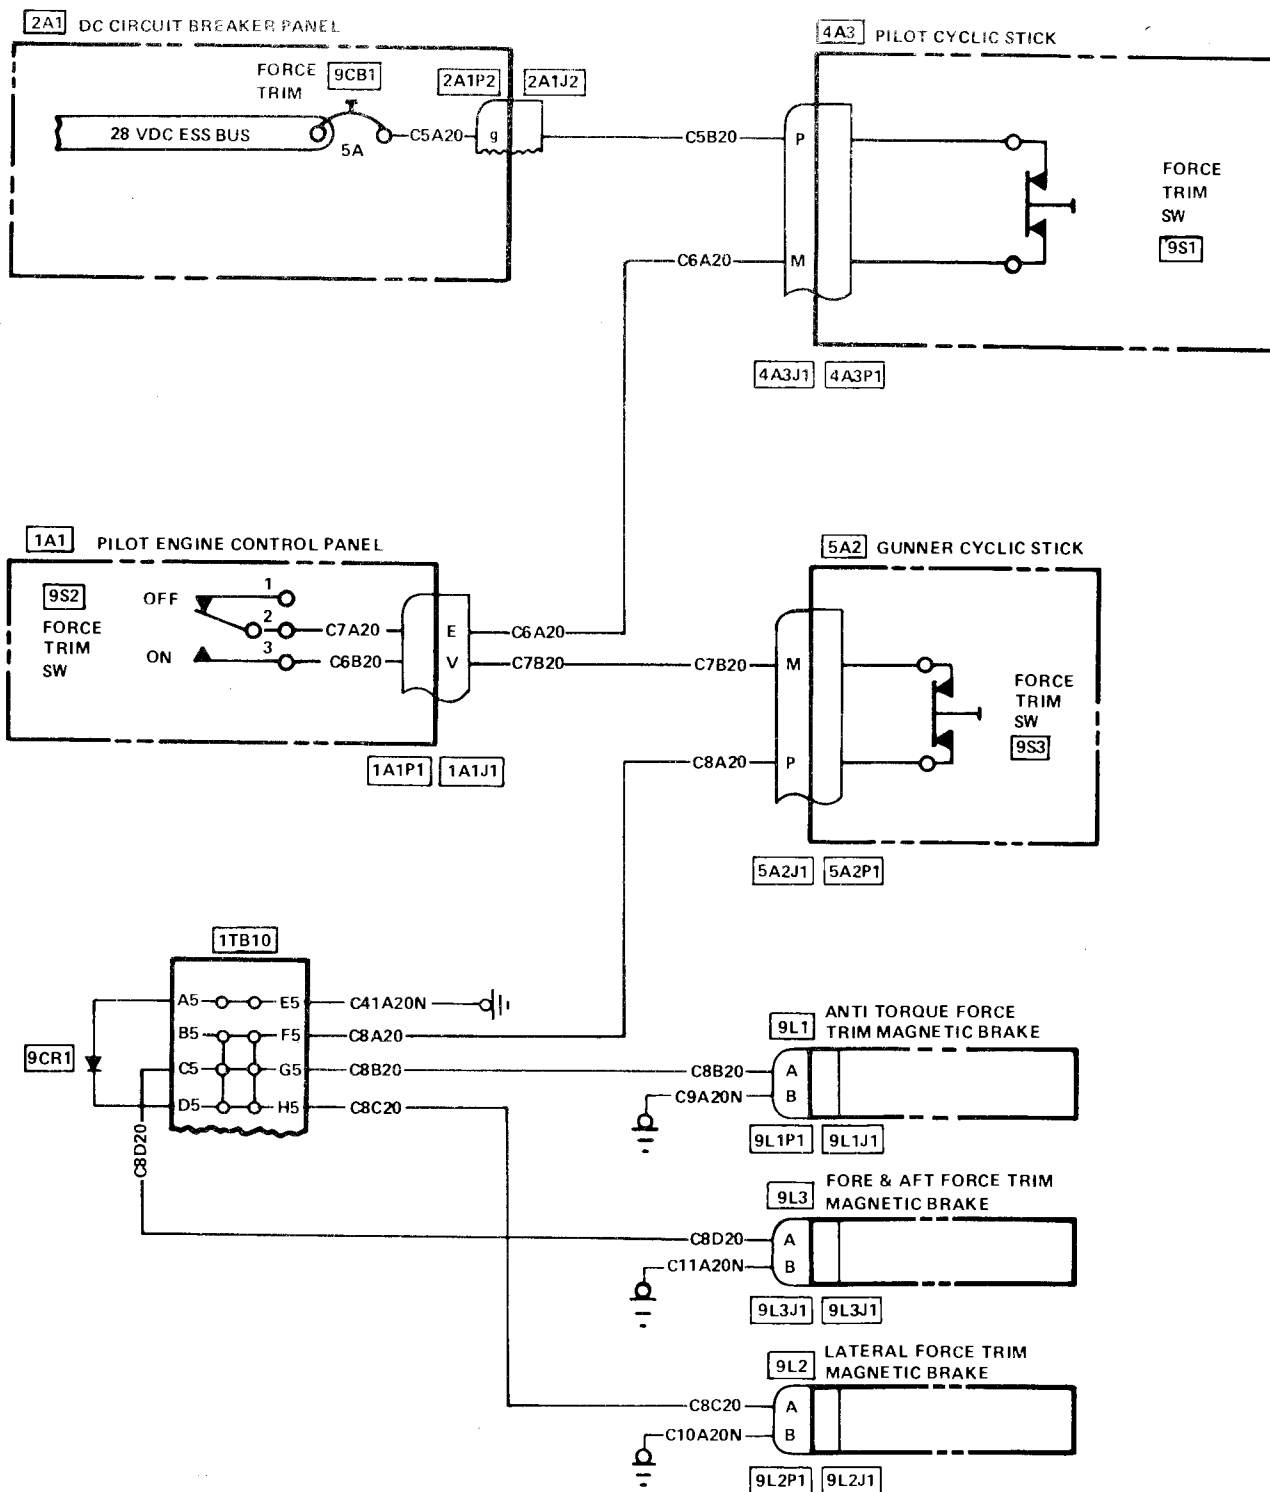 2A1 DC CIRCUIT BREAKER PANEL
FORCE TRIM
9CB1
2A1P2 2A1J2
28 VDC ESS BUS
5A
C5A20
g
C5B20
4A3 PILOT CYCLIC STICK
P
M
C6A20
FORCE
TRIM
SW
9S1
4A3J1 4A3P1
1A1 PILOT ENGINE CONTROL PANEL
9S2
FORCE
TRIM
SW
OFF
ON
1
2
3
C7A20
C6B20
E
V
C6A20
C7B20
1A1P1 1A1J1
5A2 GUNNER CYCLIC STICK
C7B20
M
C8A20
P
FORCE
TRIM
SW
9S3
5A2J1 5A2P1
1TB10
A5 E5 C41A20N
B5 F5 C8A20
9CR1
C5 G5 C8B20
D5 H5 C8C20
C8D20
9L1
ANTI TORQUE FORCE
TRIM MAGNETIC BRAKE
C8B20 A
C9A20N B
9L1P1 9L1J1
9L3
FORE & AFT FORCE TRIM
MAGNETIC BRAKE
C8D20 A
C11A20N B
9L3J1 9L3J1
9L2
LATERAL FORCE TRIM
MAGNETIC BRAKE
C8C20 A
C10A20N B
9L2P1 9L2J1